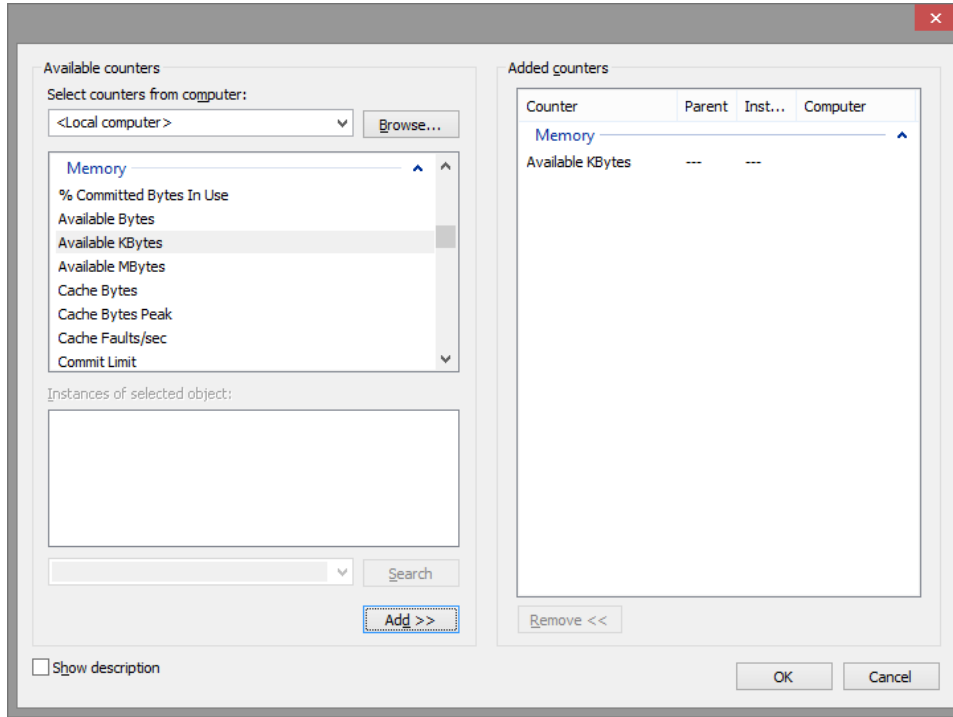 Available counters
Select counters from computer:
<Local computer>
Browse...
Memory
% Committed Bytes In Use
Available Bytes
Available KBytes
Available MBytes
Cache Bytes
Cache Bytes Peak
Cache Faults/sec
Commit Limit
Instances of selected object:
Search
Add >>
Show description
Added counters
Counter Parent Inst... Computer
Memory
Available KBytes --- ---
Remove <<
OK Cancel